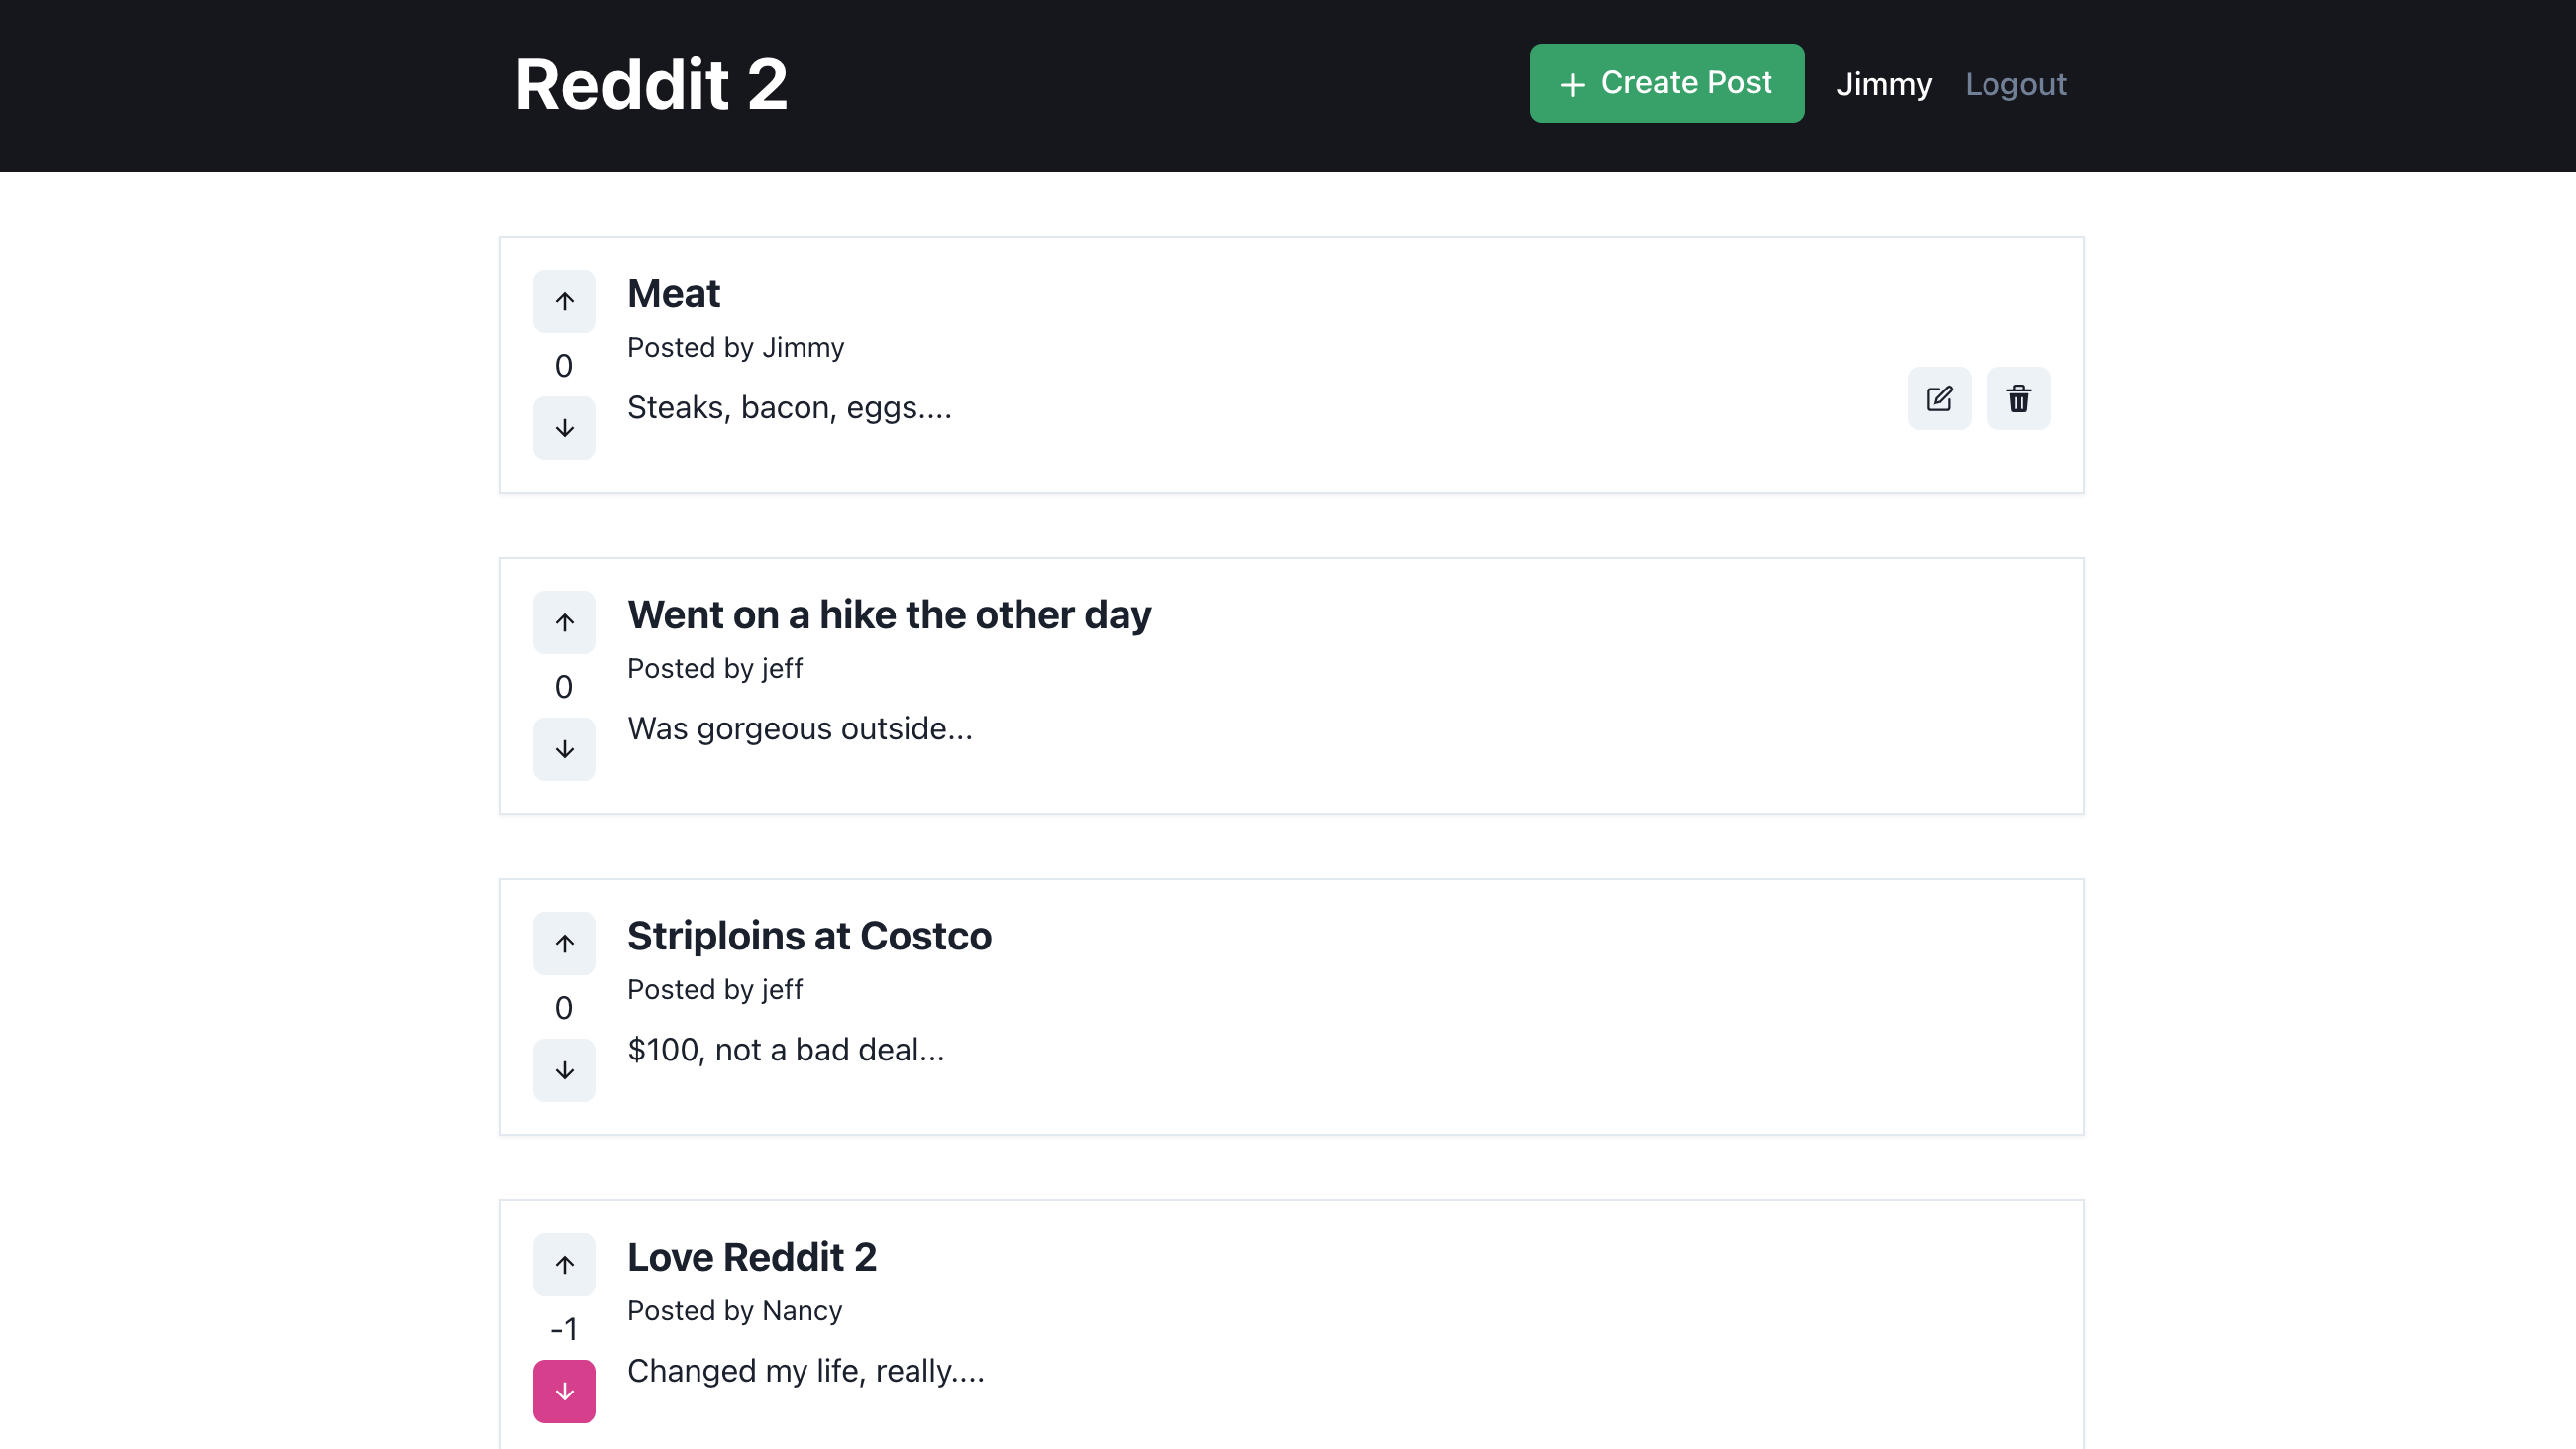 Reddit 2
+ Create Post
Jimmy
Logout
Meat
Posted by Jimmy
0
Steaks, bacon, eggs....
Went on a hike the other day
Posted by jeff
0
Was gorgeous outside...
Striploins at Costco
Posted by jeff
0
$100, not a bad deal...
Love Reddit 2
Posted by Nancy
-1
Changed my life, really....